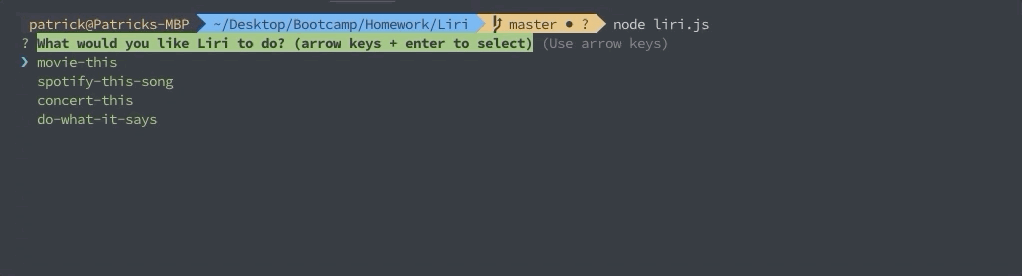 patrick@Patricks-MBP ~/Desktop/Bootcamp/Homework/Liri master ● ? node liri.js
? What would you like Liri to do? (arrow keys + enter to select) (Use arrow keys)
❯ movie-this
spotify-this-song
concert-this
do-what-it-says